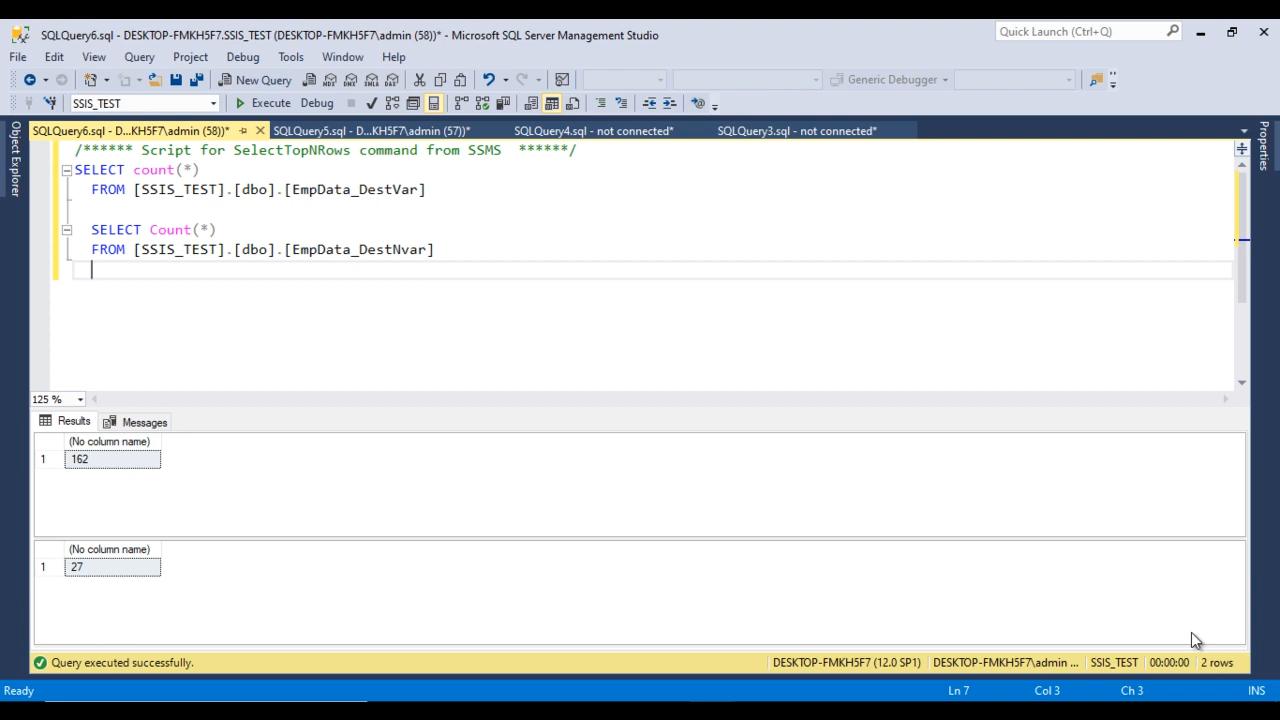 SQLQuery6.sql - DESKTOP-FMKH5F7.SSIS_TEST (DESKTOP-FMKH5F7\admin (58))* - Microsoft SQL Server Management Studio
Quick Launch (Ctrl+Q)
File Edit View Query Project Debug Tools Window Help
New Query
Generic Debugger
SSIS_TEST
Execute Debug
SQLQuery6.sql - D...KH5F7\admin (58))* SQLQuery5.sql - D...KH5F7\admin (57))* SQLQuery4.sql - not connected* SQLQuery3.sql - not connected*
Object Explorer
Properties
/****** Script for SelectTopNRows command from SSMS ******/
SELECT count(*)
FROM [SSIS_TEST].[dbo].[EmpData_DestVar]
SELECT Count(*)
FROM [SSIS_TEST].[dbo].[EmpData_DestNvar]
125 %
Results Messages
(No column name)
1 162
(No column name)
1 27
Query executed successfully.
DESKTOP-FMKH5F7 (12.0 SP1) DESKTOP-FMKH5F7\admin ... SSIS_TEST 00:00:00 2 rows
Ready Ln 7 Col 3 Ch 3 INS